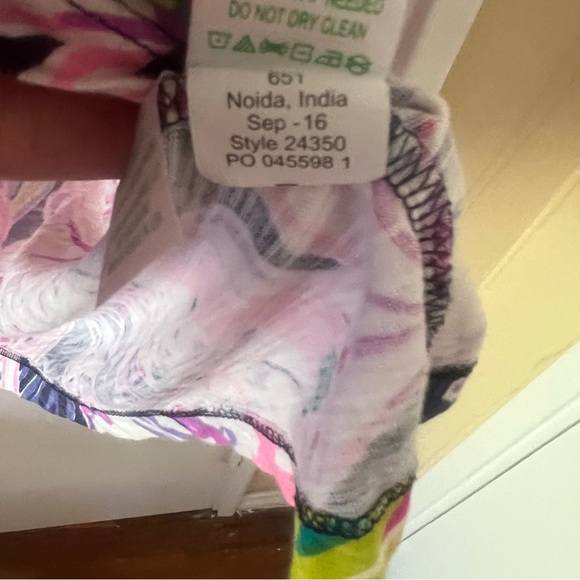 DO NOT DRY CLEAN
651
Noida, India
Sep -16
Style 24350
PO 045598 1